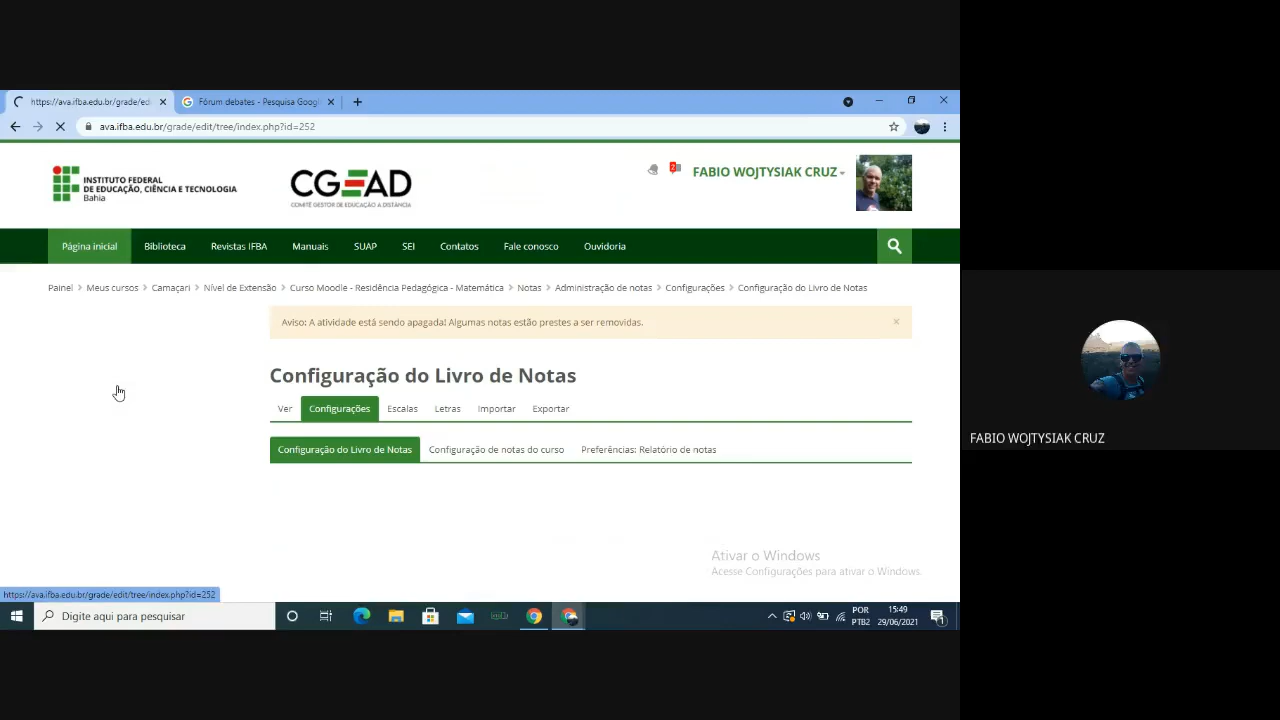 https://ava.ifba.edu.br/grade/ed
Fórum debates - Pesquisa Googl
ava.ifba.edu.br/grade/edit/tree/index.php?id=252
INSTITUTO FEDERAL
DE EDUCAÇÃO, CIÊNCIA E TECNOLOGIA
Bahia
CGEAD
COMITÊ GESTOR DE EDUCAÇÃO A DISTÂNCIA
2
FABIO WOJTYSIAK CRUZ
Página inicial Biblioteca Revistas IFBA Manuais SUAP SEI Contatos Fale conosco Ouvidoria
Painel > Meus cursos > Camaçari > Nível de Extensão > Curso Moodle - Residência Pedagógica - Matemática > Notas > Administração de notas > Configurações > Configuração do Livro de Notas
Aviso: A atividade está sendo apagada! Algumas notas estão prestes a ser removidas.
Configuração do Livro de Notas
Ver Configurações Escalas Letras Importar Exportar
Configuração do Livro de Notas Configuração de notas do curso Preferências: Relatório de notas
FABIO WOJTYSIAK CRUZ
Ativar o Windows
Acesse Configurações para ativar o Windows.
https://ava.ifba.edu.br/grade/edit/tree/index.php?id=252
Digite aqui para pesquisar
POR
PTB2
15:49
29/06/2021
1